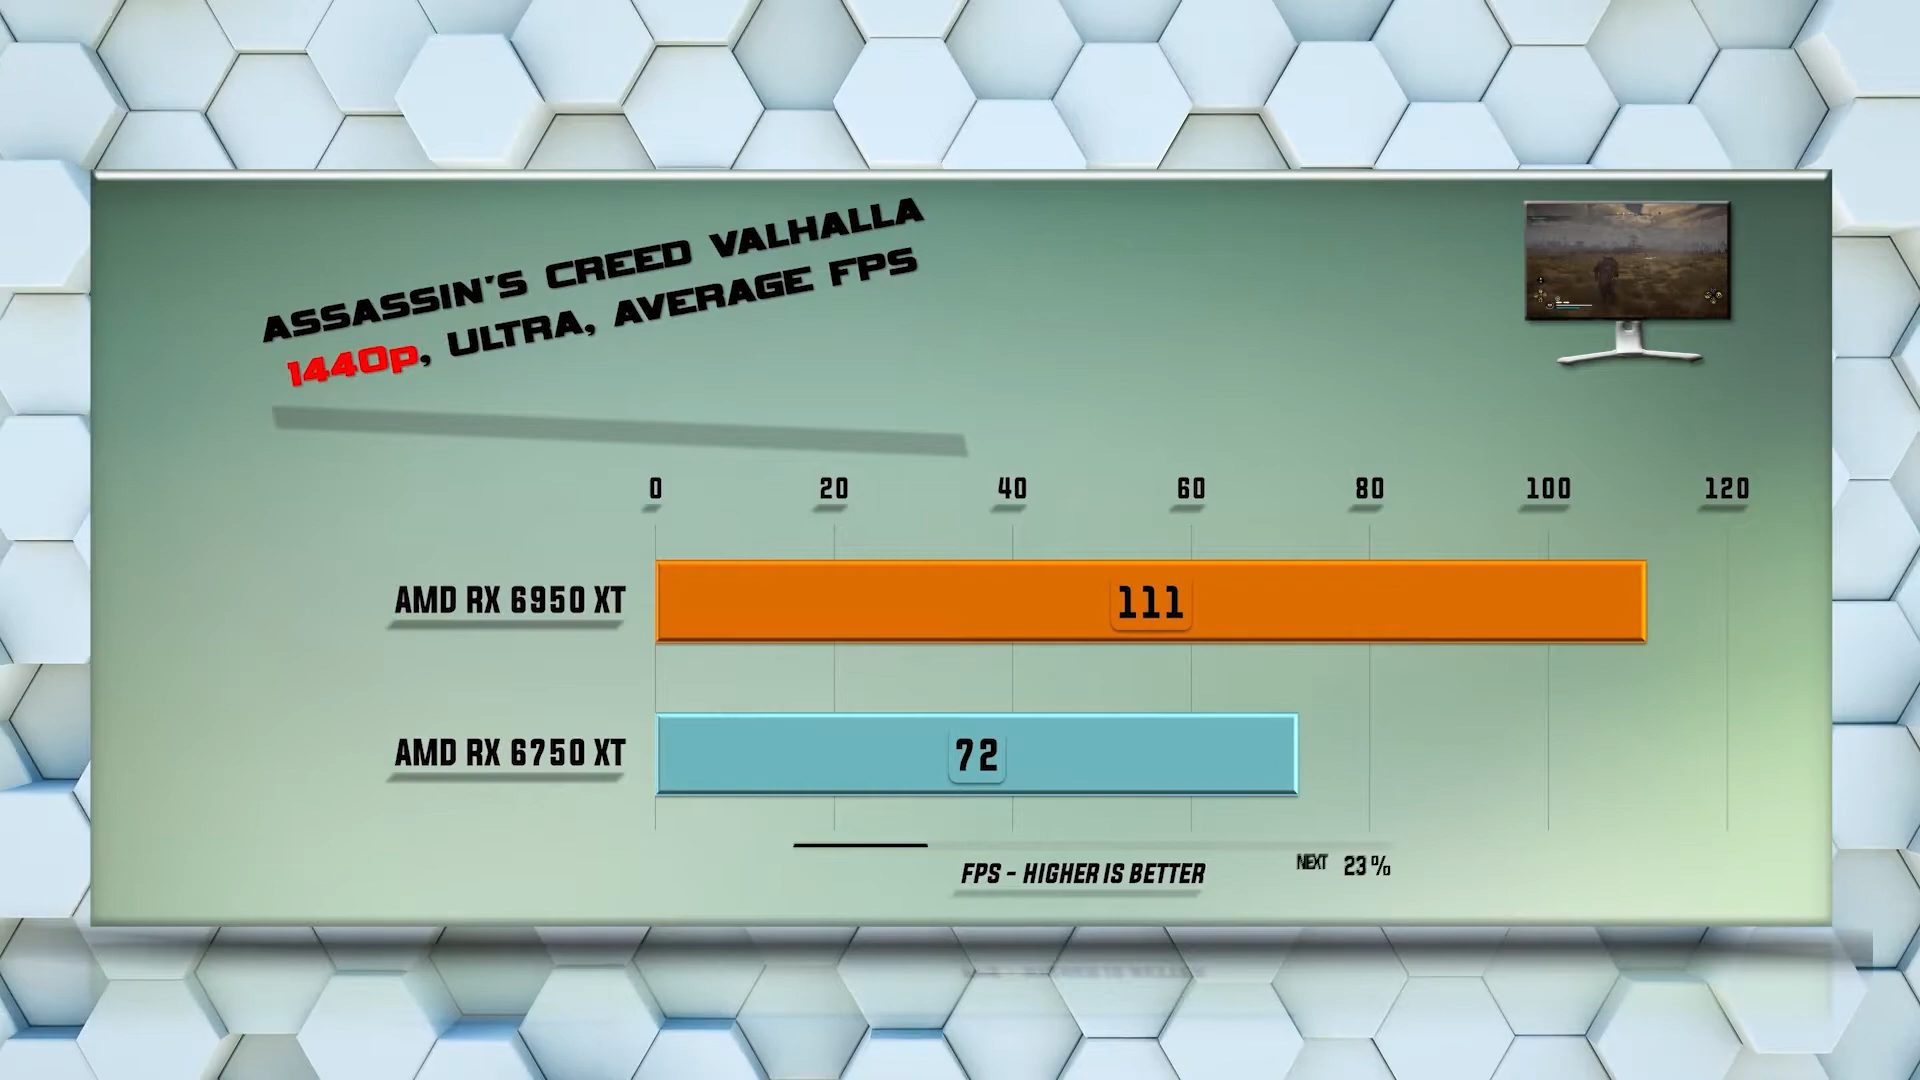 ASSASSIN'S CREED VALHALLA
1440p, ULTRA, AVERAGE FPS
0 20 40 60 80 100 120
AMD RX 6950 XT 111
AMD RX 6750 XT 72
FPS - HIGHER IS BETTER
NEXT 23%